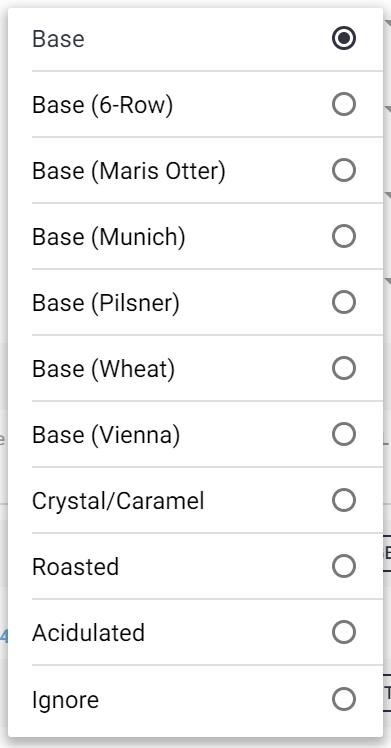 Base
Base (6-Row)
Base (Maris Otter)
Base (Munich)
Base (Pilsner)
Base (Wheat)
Base (Vienna)
Crystal/Caramel
Roasted
Acidulated
4
Ignore
T